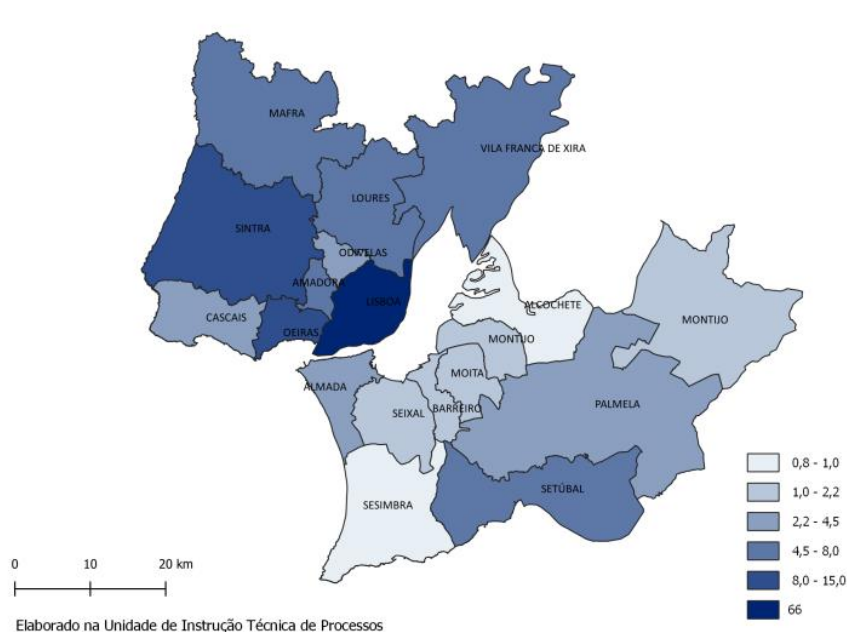 MAFRA
VILA FRANCA DE XIRA
LOURES
SINTRA
ODIVELAS
AMADORA
LISBOA
ALCOCHETE
CASCAIS
OEIRAS
MONTIJO
MONTIJO
MOITA
ALMADA
SEIXAL
BARREIRO
PALMELA
SESIMBRA
SETÚBAL
0,8 - 1,0
1,0 - 2,2
2,2 - 4,5
4,5 - 8,0
8,0 - 15,0
66
0 10 20 km
Elaborado na Unidade de Instrução Técnica de Processos